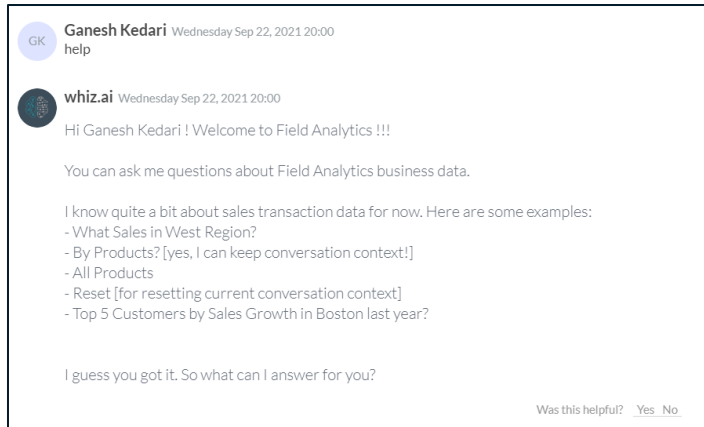 GK
Ganesh Kedari Wednesday Sep 22, 2021 20:00
help
whiz.ai Wednesday Sep 22, 2021 20:00
Hi Ganesh Kedari ! Welcome to Field Analytics !!!
You can ask me questions about Field Analytics business data.
I know quite a bit about sales transaction data for now. Here are some examples:
- What Sales in West Region?
- By Products? [yes, I can keep conversation context!]
- All Products
- Reset [for resetting current conversation context]
- Top 5 Customers by Sales Growth in Boston last year?
I guess you got it. So what can I answer for you?
Was this helpful? Yes No